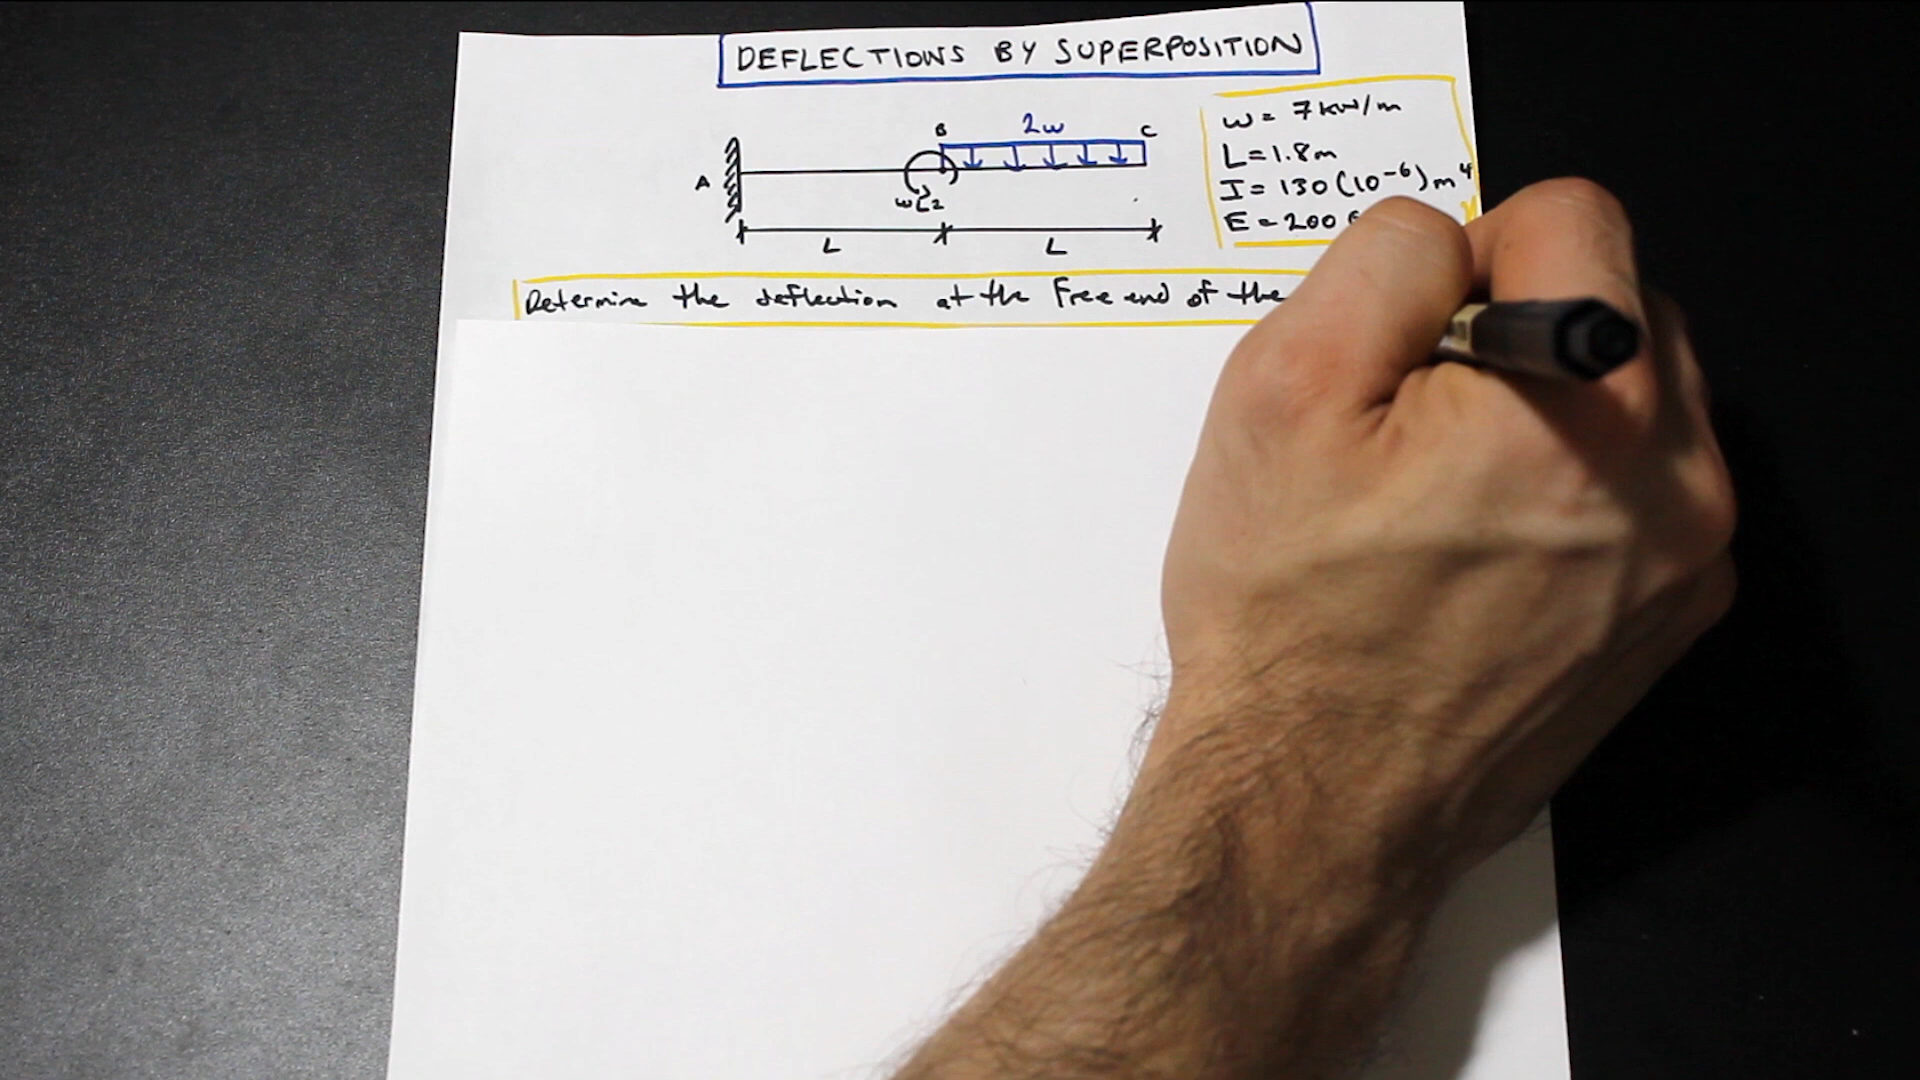 DEFLECTIONS BY SUPERPOSITION
w = 7 kN/m
L = 1.8m
I = 130 (10⁻⁶) m⁴
E = 200
B 2w C
A
wL²
L L
Determine the deflection at the free end of the